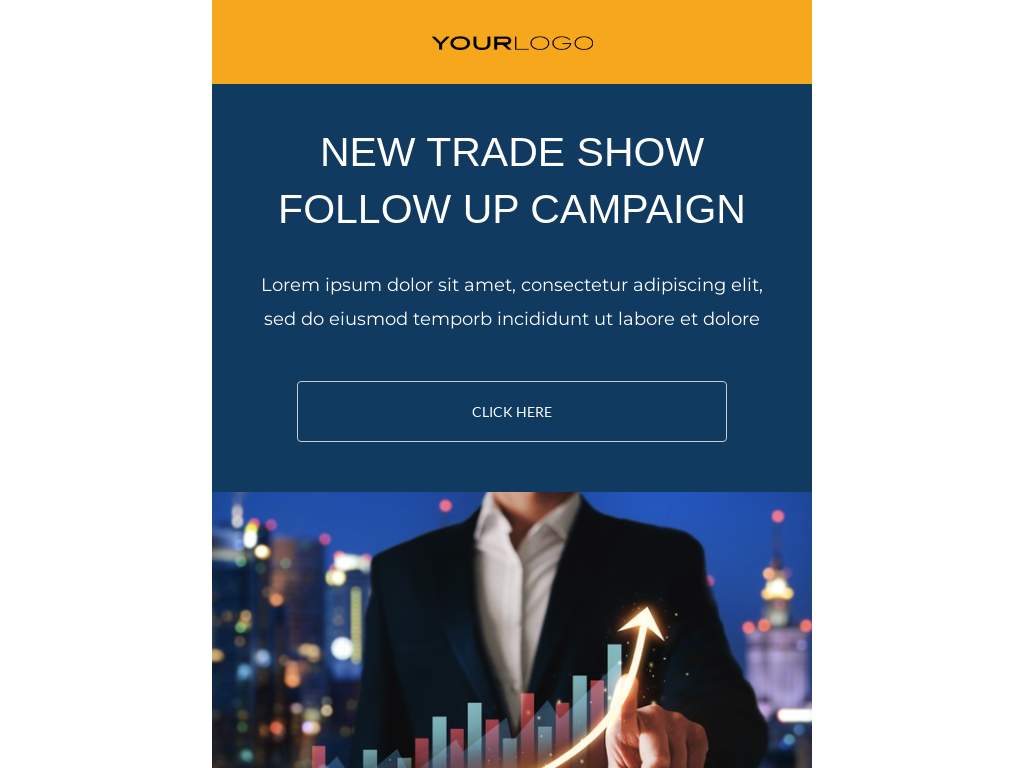 YOURLOGO
NEW TRADE SHOW
FOLLOW UP CAMPAIGN
Lorem ipsum dolor sit amet, consectetur adipiscing elit,
sed do eiusmod temporb incididunt ut labore et dolore
CLICK HERE